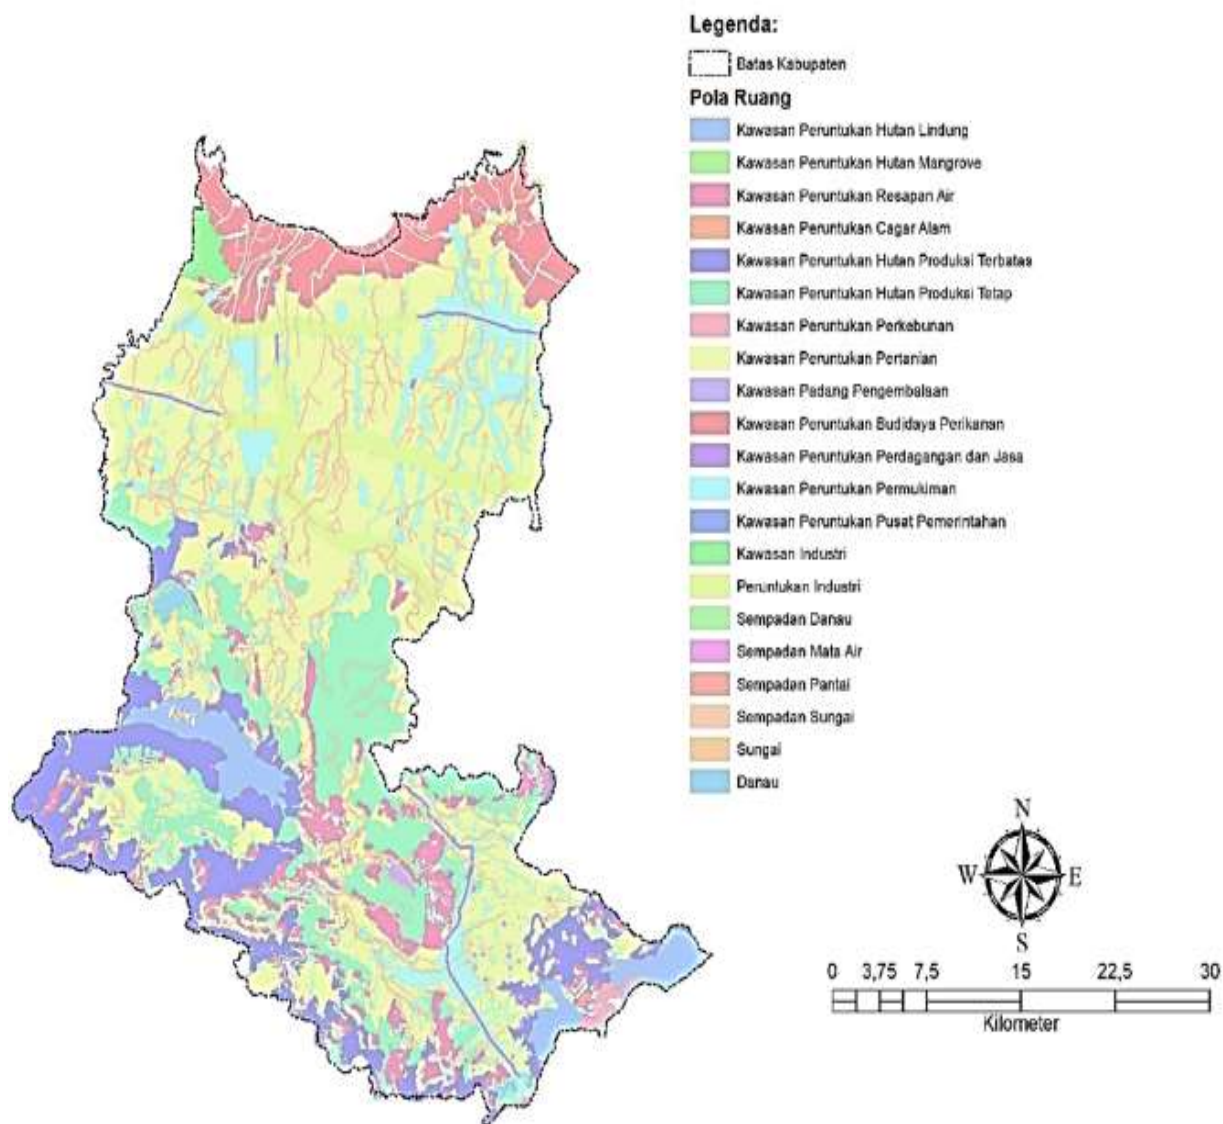 Legenda:
Batas Kabupaten
Pola Ruang
Kawasan Peruntukan Hutan Lindung
Kawasan Peruntukan Hutan Mangrove
Kawasan Peruntukan Resapan Air
Kawasan Peruntukan Cagar Alam
Kawasan Peruntukan Hutan Produksi Terbatas
Kawasan Peruntukan Hutan Produksi Tetap
Kawasan Peruntukan Perkebunan
Kawasan Peruntukan Pertanian
Kawasan Padang Pengembalaan
Kawasan Peruntukan Budidaya Perikanan
Kawasan Peruntukan Perdagangan dan Jasa
Kawasan Peruntukan Permukiman
Kawasan Peruntukan Pusat Pemerintahan
Kawasan Industri
Peruntukan Industri
Sempadan Danau
Sempadan Mata Air
Sempadan Pantai
Sempadan Sungai
Sungai
Danau
N
W E
S
0 3,75 7,5 15 22,5 30
Kilometer